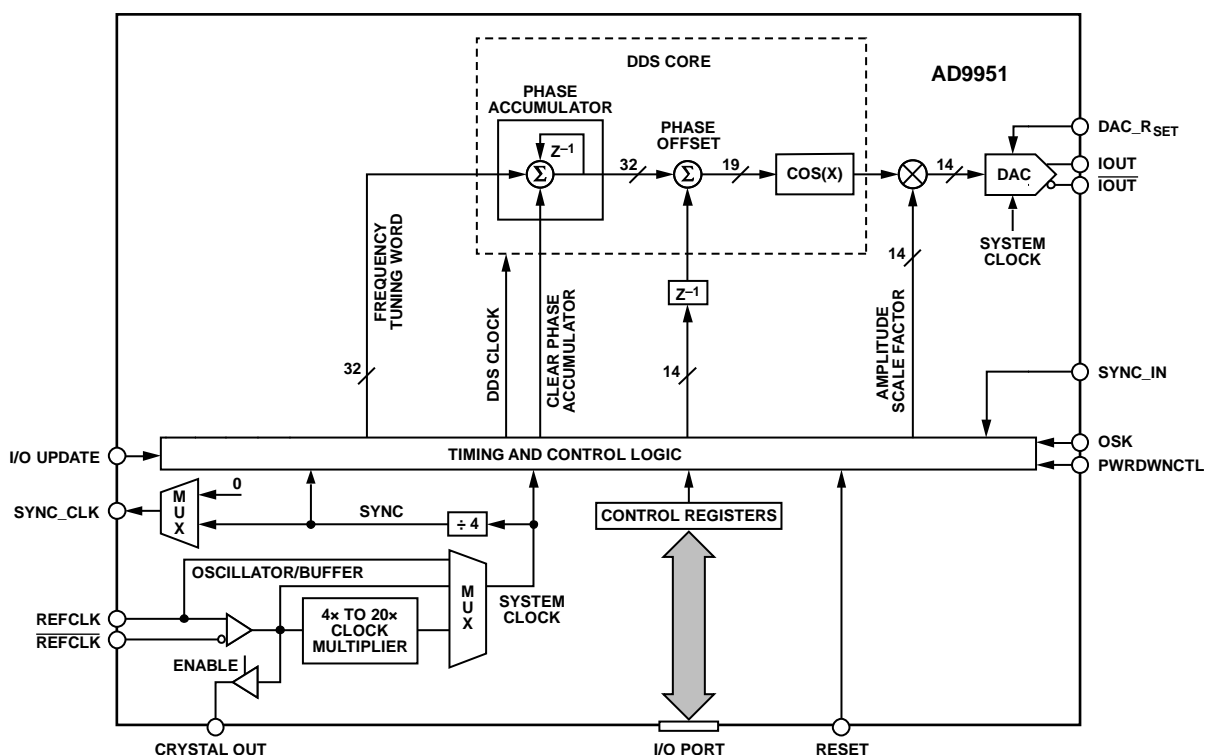 DDS CORE
AD9951
PHASE
ACCUMULATOR
PHASE
OFFSET
DAC_RSET
Z–1
Σ
32
Σ
19
COS(X)
14
DAC
IOUT
IOUT
SYSTEM
CLOCK
14
Z–1
FREQUENCY
TUNING WORD
DDS CLOCK
CLEAR PHASE
ACCUMULATOR
AMPLITUDE
SCALE FACTOR
32
14
SYNC_IN
I/O UPDATE
TIMING AND CONTROL LOGIC
OSK
PWRDWNCTL
SYNC_CLK
MUX
0
SYNC
÷ 4
CONTROL REGISTERS
OSCILLATOR/BUFFER
MUX
SYSTEM
CLOCK
REFCLK
REFCLK
4× TO 20×
CLOCK
MULTIPLIER
ENABLE
CRYSTAL OUT
I/O PORT
RESET